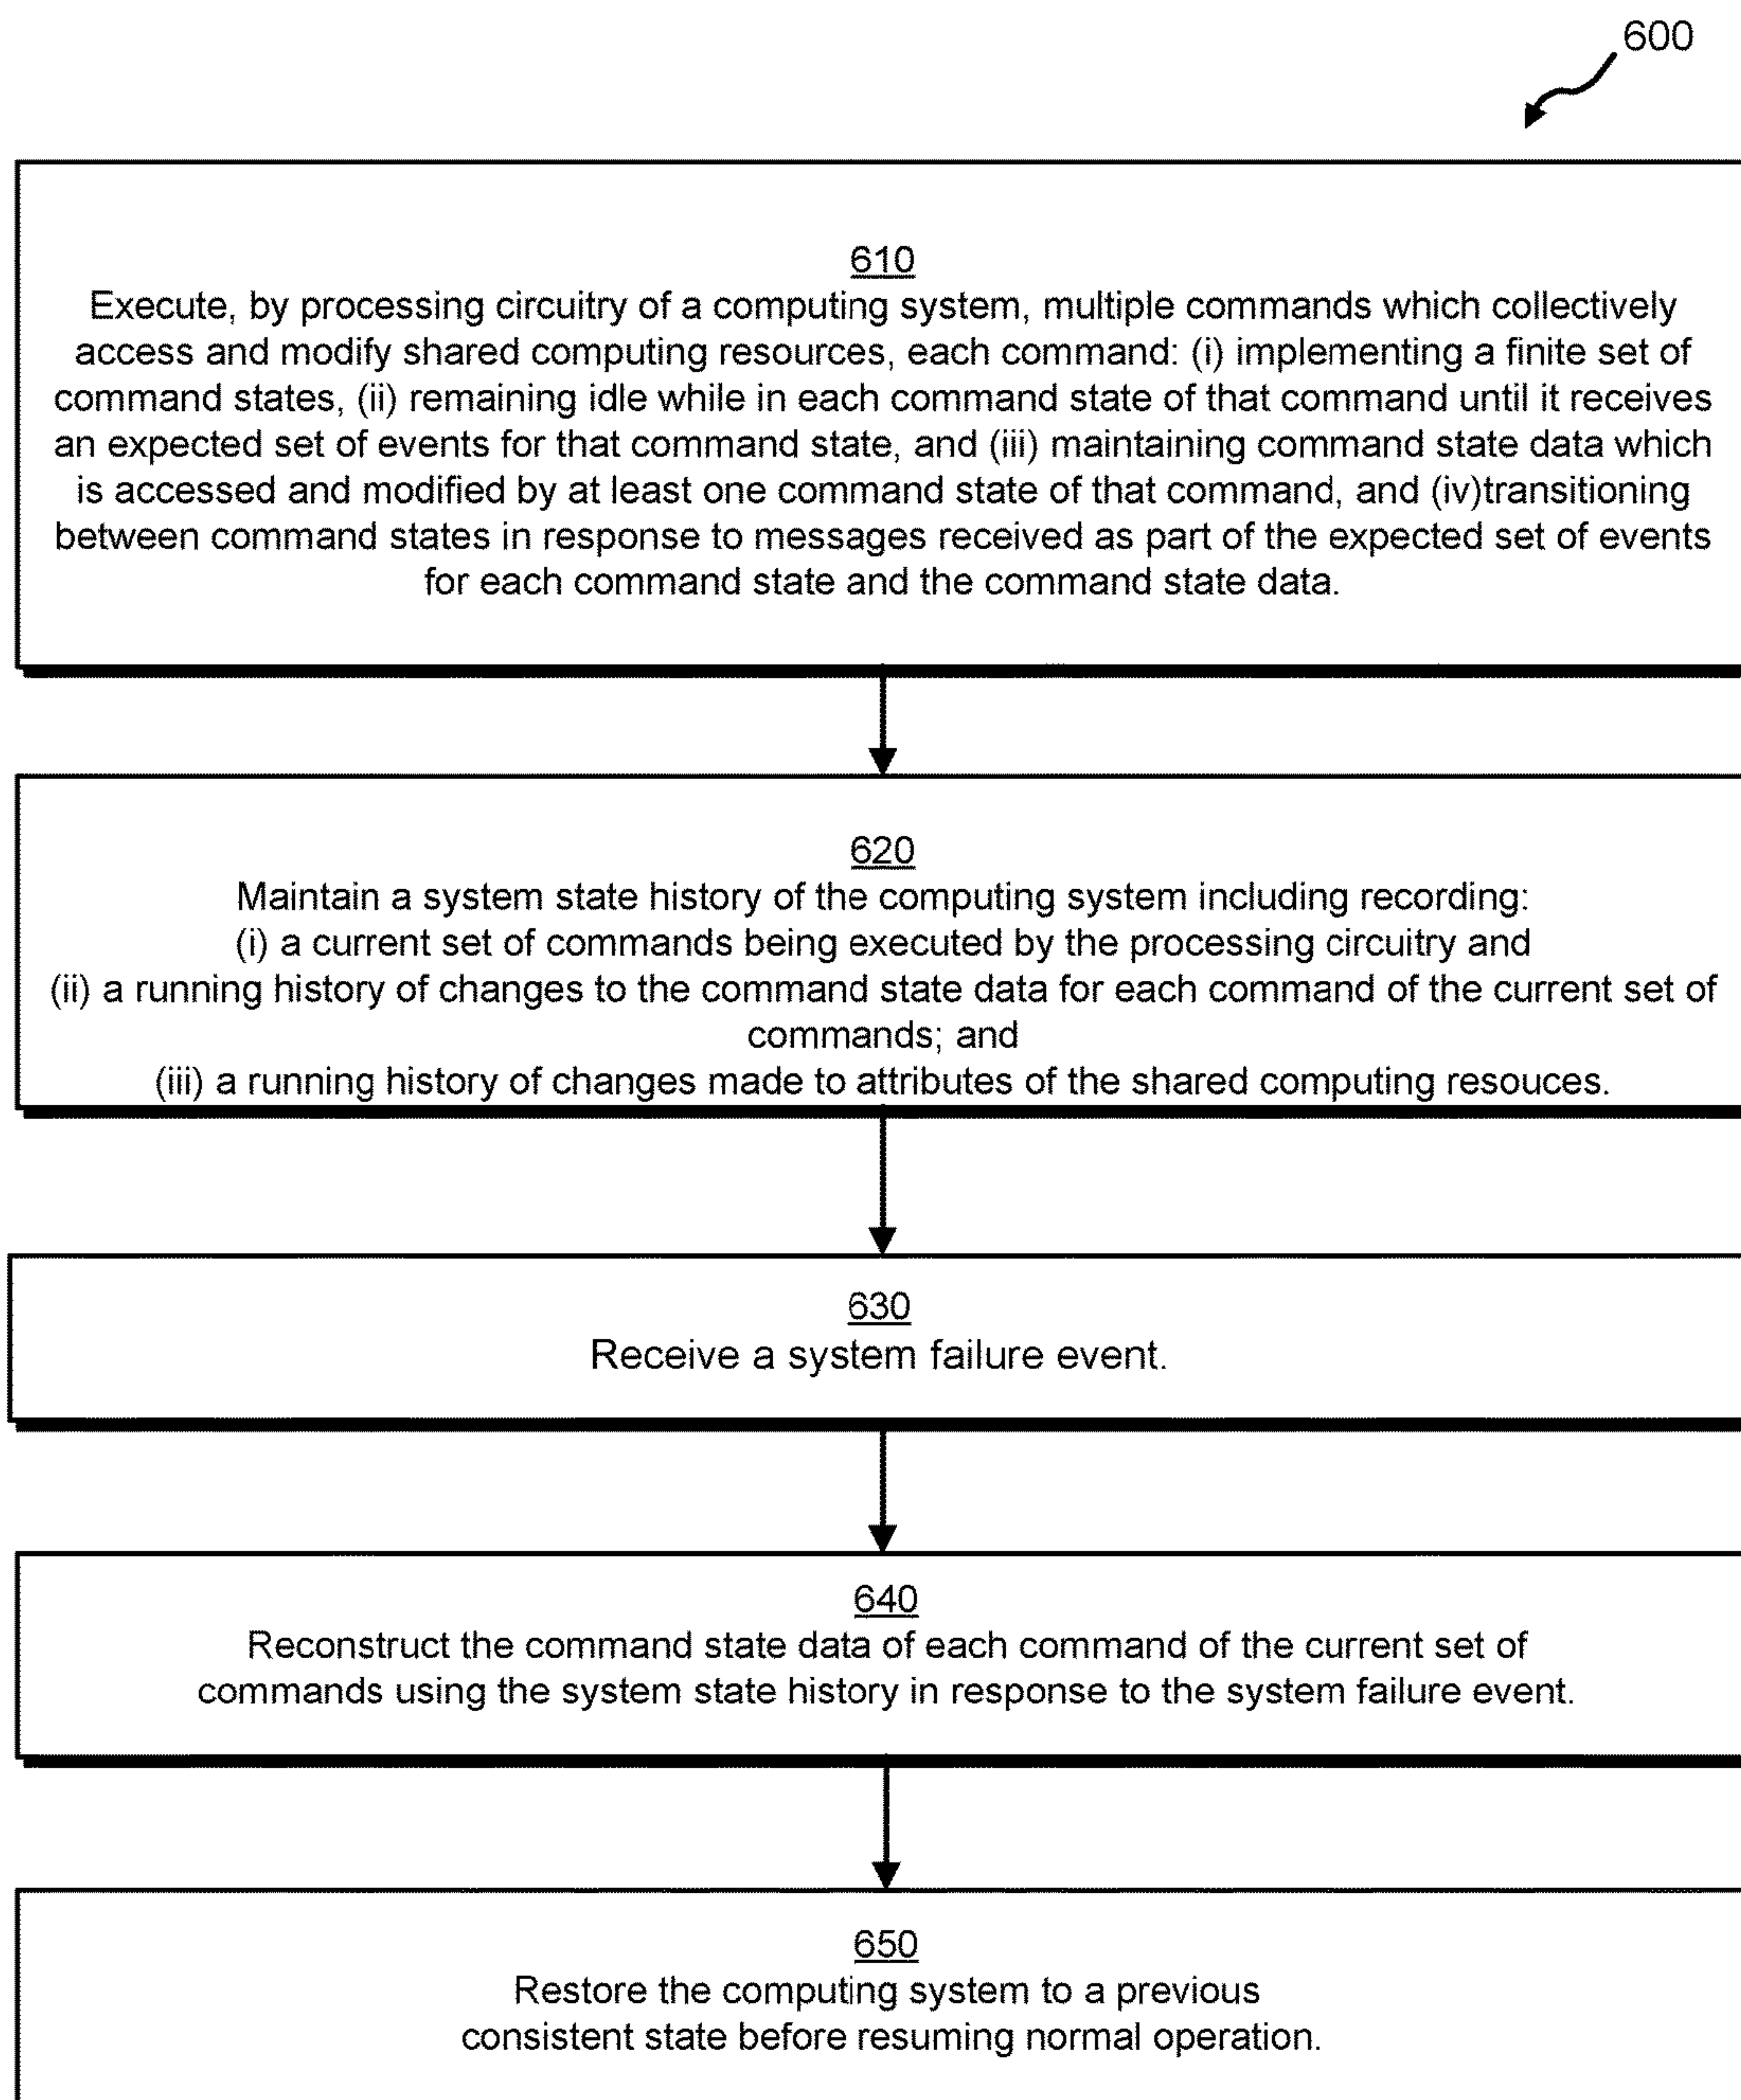 600
610
Execute, by processing circuitry of a computing system, multiple commands which collectively
access and modify shared computing resources, each command: (i) implementing a finite set of
command states, (ii) remaining idle while in each command state of that command until it receives
an expected set of events for that command state, and (iii) maintaining command state data which
is accessed and modified by at least one command state of that command, and (iv)transitioning
between command states in response to messages received as part of the expected set of events
for each command state and the command state data.
620
Maintain a system state history of the computing system including recording:
(i) a current set of commands being executed by the processing circuitry and
(ii) a running history of changes to the command state data for each command of the current set of
commands; and
(iii) a running history of changes made to attributes of the shared computing resouces.
630
Receive a system failure event.
640
Reconstruct the command state data of each command of the current set of
commands using the system state history in response to the system failure event.
650
Restore the computing system to a previous
consistent state before resuming normal operation.